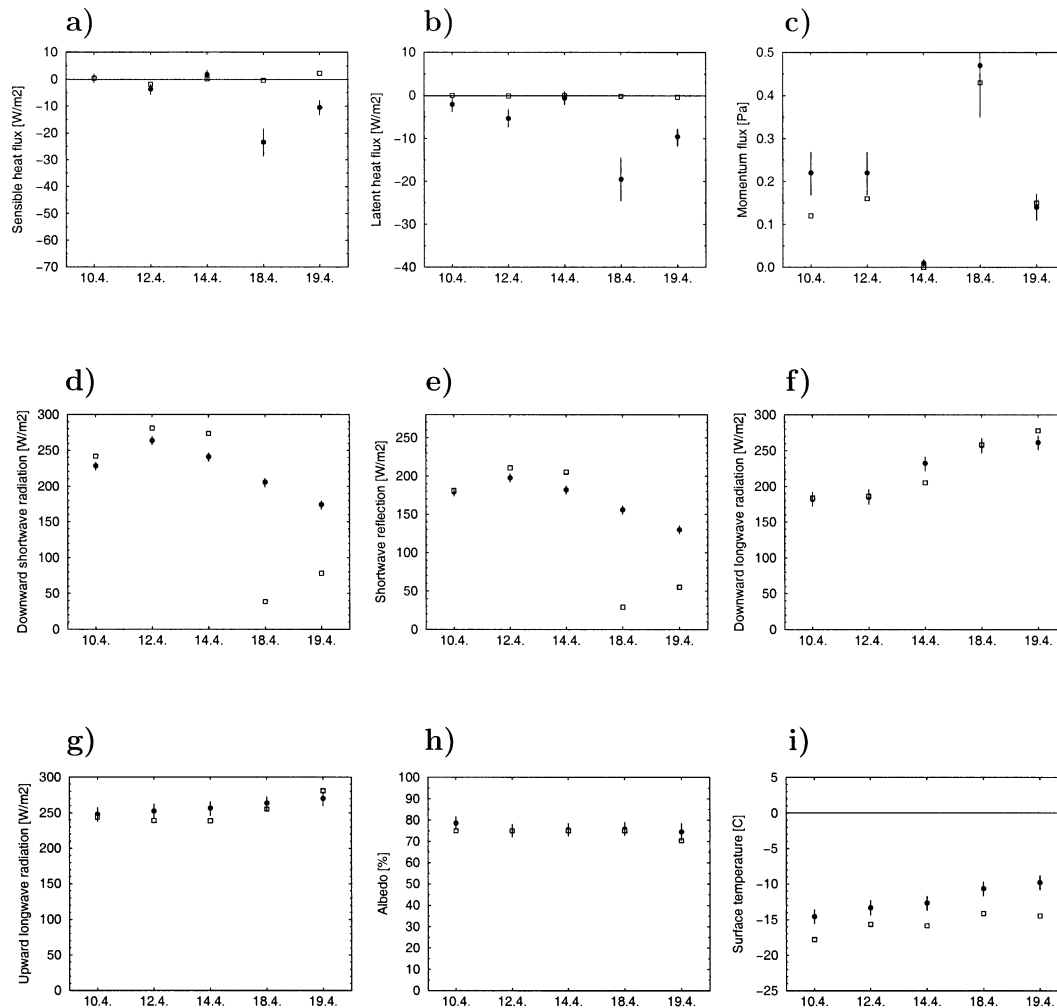 a)
Sensible heat flux [W/m2]
10
0
−10
−20
−30
−40
−50
−60
−70
10.4. 12.4. 14.4. 18.4. 19.4.
b)
Latent heat flux [W/m2]
10
0
−10
−20
−30
−40
10.4. 12.4. 14.4. 18.4. 19.4.
c)
Momentum flux [Pa]
0.5
0.4
0.3
0.2
0.1
0.0
10.4. 12.4. 14.4. 18.4. 19.4.
d)
Downward shortwave radiation [W/m2]
300
250
200
150
100
50
0
10.4. 12.4. 14.4. 18.4. 19.4.
e)
Shortwave reflection [W/m2]
250
200
150
100
50
0
10.4. 12.4. 14.4. 18.4. 19.4.
f)
Downward longwave radiation [W/m2]
300
250
200
150
100
50
0
10.4. 12.4. 14.4. 18.4. 19.4.
g)
Upward longwave radiation [W/m2]
300
250
200
150
100
50
0
10.4. 12.4. 14.4. 18.4. 19.4.
h)
Albedo [%]
100
90
80
70
60
50
40
30
20
10
0
10.4. 12.4. 14.4. 18.4. 19.4.
i)
Surface temperature [C]
5
0
−5
−10
−15
−20
−25
10.4. 12.4. 14.4. 18.4. 19.4.